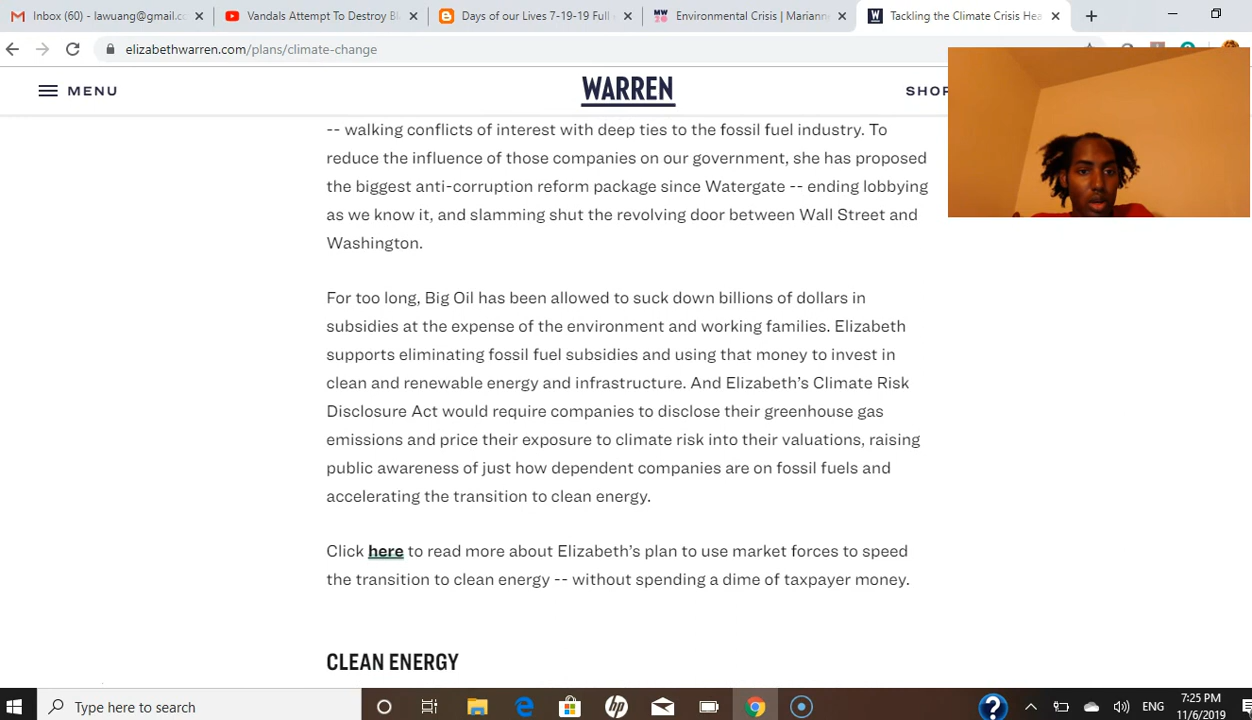 Inbox (60) - lawuang@gmail.co
Vandals Attempt To Destroy Bl
Days of our Lives 7-19-19 Full
Environmental Crisis | Mariann
Tackling the Climate Crisis Hea
elizabethwarren.com/plans/climate-change
MENU
WARREN
SHOP
-- walking conflicts of interest with deep ties to the fossil fuel industry. To
reduce the influence of those companies on our government, she has proposed
the biggest anti-corruption reform package since Watergate -- ending lobbying
as we know it, and slamming shut the revolving door between Wall Street and
Washington.
For too long, Big Oil has been allowed to suck down billions of dollars in
subsidies at the expense of the environment and working families. Elizabeth
supports eliminating fossil fuel subsidies and using that money to invest in
clean and renewable energy and infrastructure. And Elizabeth's Climate Risk
Disclosure Act would require companies to disclose their greenhouse gas
emissions and price their exposure to climate risk into their valuations, raising
public awareness of just how dependent companies are on fossil fuels and
accelerating the transition to clean energy.
Click here to read more about Elizabeth's plan to use market forces to speed
the transition to clean energy -- without spending a dime of taxpayer money.
CLEAN ENERGY
Type here to search
ENG
7:25 PM
11/6/2019